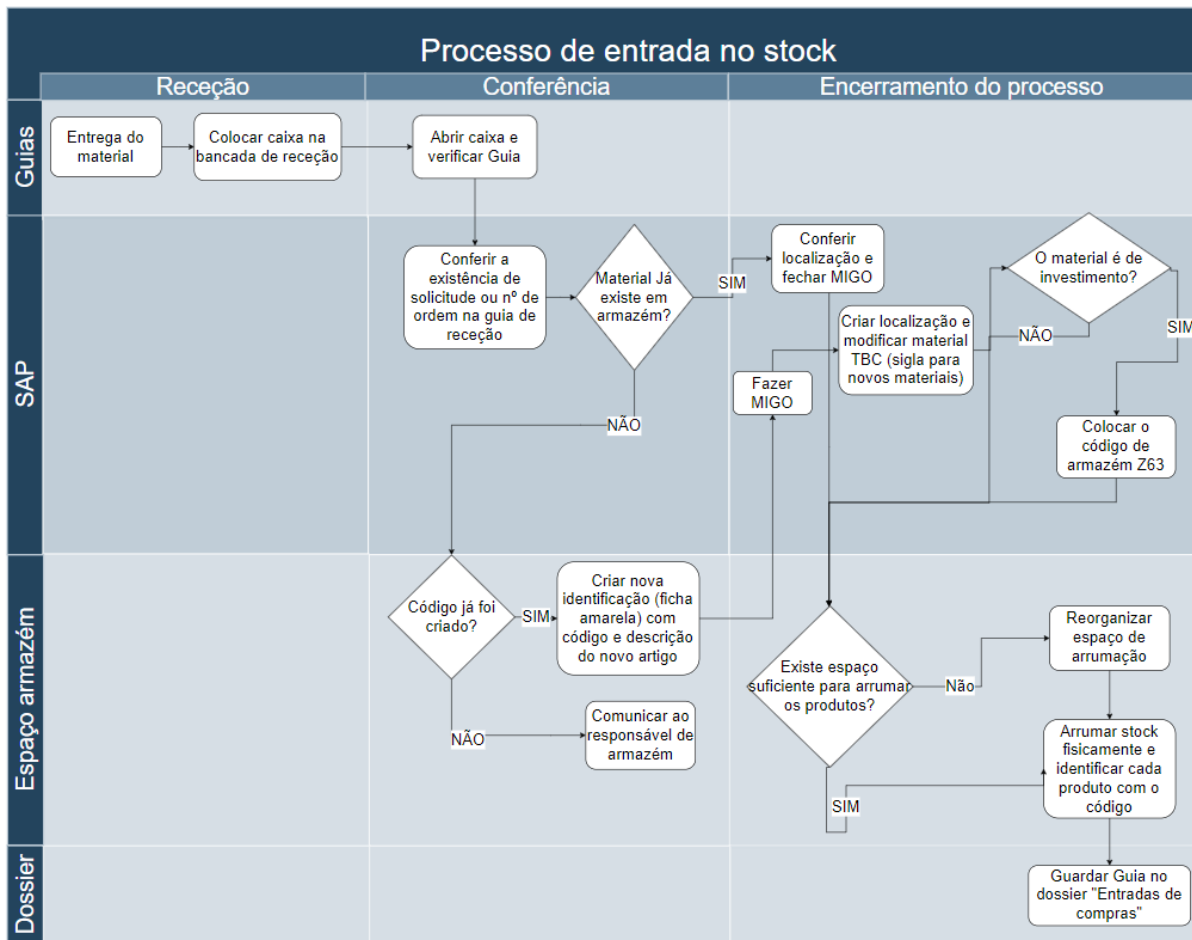 Processo de entrada no stock
Receção
Conferência
Encerramento do processo
Guias
Entrega do
material
Colocar caixa na
bancada de receção
Abrir caixa e
verificar Guia
SAP
Conferir a
existência de
solicitude ou nº de
ordem na guia de
receção
Material Já
existe em
armazém?
SIM
NÃO
Conferir
localização e
fechar MIGO
Criar localização e
modificar material
TBC (sigla para
novos materiais)
Fazer
MIGO
O material é de
investimento?
NÃO
SIM
Colocar o
código de
armazém Z63
Espaço armazém
Código já foi
criado?
SIM
Criar nova
identificação (ficha
amarela) com
código e descrição
do novo artigo
NÃO
Comunicar ao
responsável de
armazém
Existe espaço
suficiente para arrumar
os produtos?
Não
Reorganizar
espaço de
arrumação
SIM
Arrumar stock
fisicamente e
identificar cada
produto com o
código
Dossier
Guardar Guia no
dossier "Entradas de
compras"